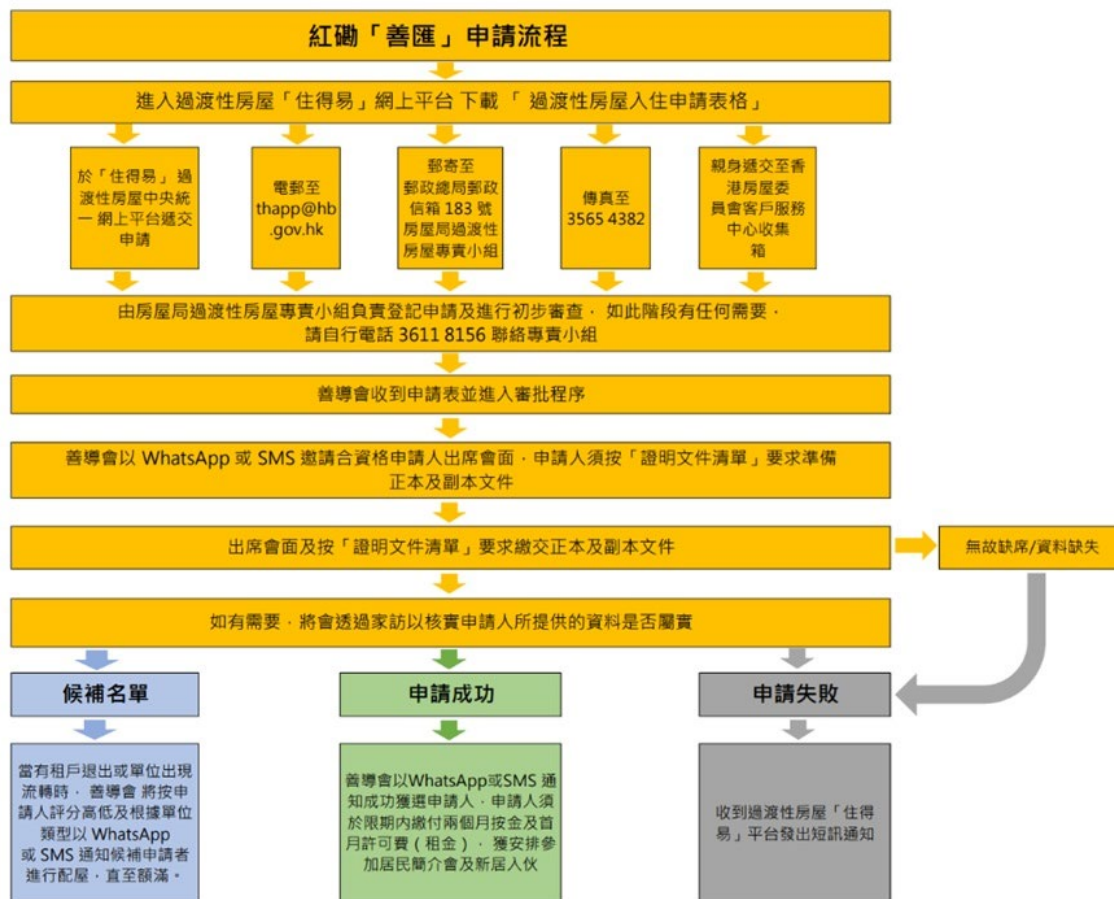 紅磡「善匯」申請流程
進入過渡性房屋「住得易」網上平台 下載 「 過渡性房屋入住申請表格」
於「住得易」 過
渡性房屋中央統
一 網上平台遞交
申請
電郵至
thapp@hb
.gov.hk
郵寄至
郵政總局郵政
信箱 183 號
房屋局過渡性
房屋專責小組
傳真至
3565 4382
親身遞交至香
港房屋委
員會客戶服務
中心收集
箱
由房屋局過渡性房屋專責小組負責登記申請及進行初步審查﹐ 如此階段有任何需要﹐
請自行電話 3611 8156 聯絡專責小組
善導會收到申請表並進入審批程序
善導會以 WhatsApp 或 SMS 邀請合資格申請人出席會面﹐申請人須按「證明文件清單」要求準備
正本及副本文件
出席會面及按「證明文件清單」要求繳交正本及副本文件
無故缺席/資料缺失
如有需要﹐將會透過家訪以核實申請人所提供的資料是否屬實
候補名單
申請成功
申請失敗
當有租戶退出或單位出現
流轉時﹐ 善導會 將按申
請人評分高低及根據單位
類型以 WhatsApp
或 SMS 通知候補申請者
進行配屋，直至額滿。
善導會以WhatsApp或SMS 通
知成功獲選申請人﹐申請人須
於限期內繳付兩個月按金及首
月許可費（租金）﹐ 獲安排參
加居民簡介會及新居入伙
收到過渡性房屋「住得
易」平台發出短訊通知